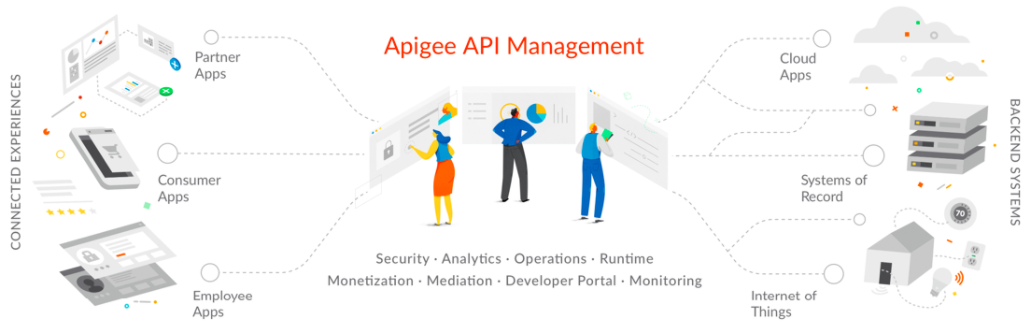 CONNECTED EXPERIENCES
Partner
Apps
Consumer
Apps
Employee
Apps
Apigee API Management
Security · Analytics · Operations · Runtime
Monetization · Mediation · Developer Portal · Monitoring
Cloud
Apps
Systems of
Record
Internet of
Things
70
BACKEND SYSTEMS